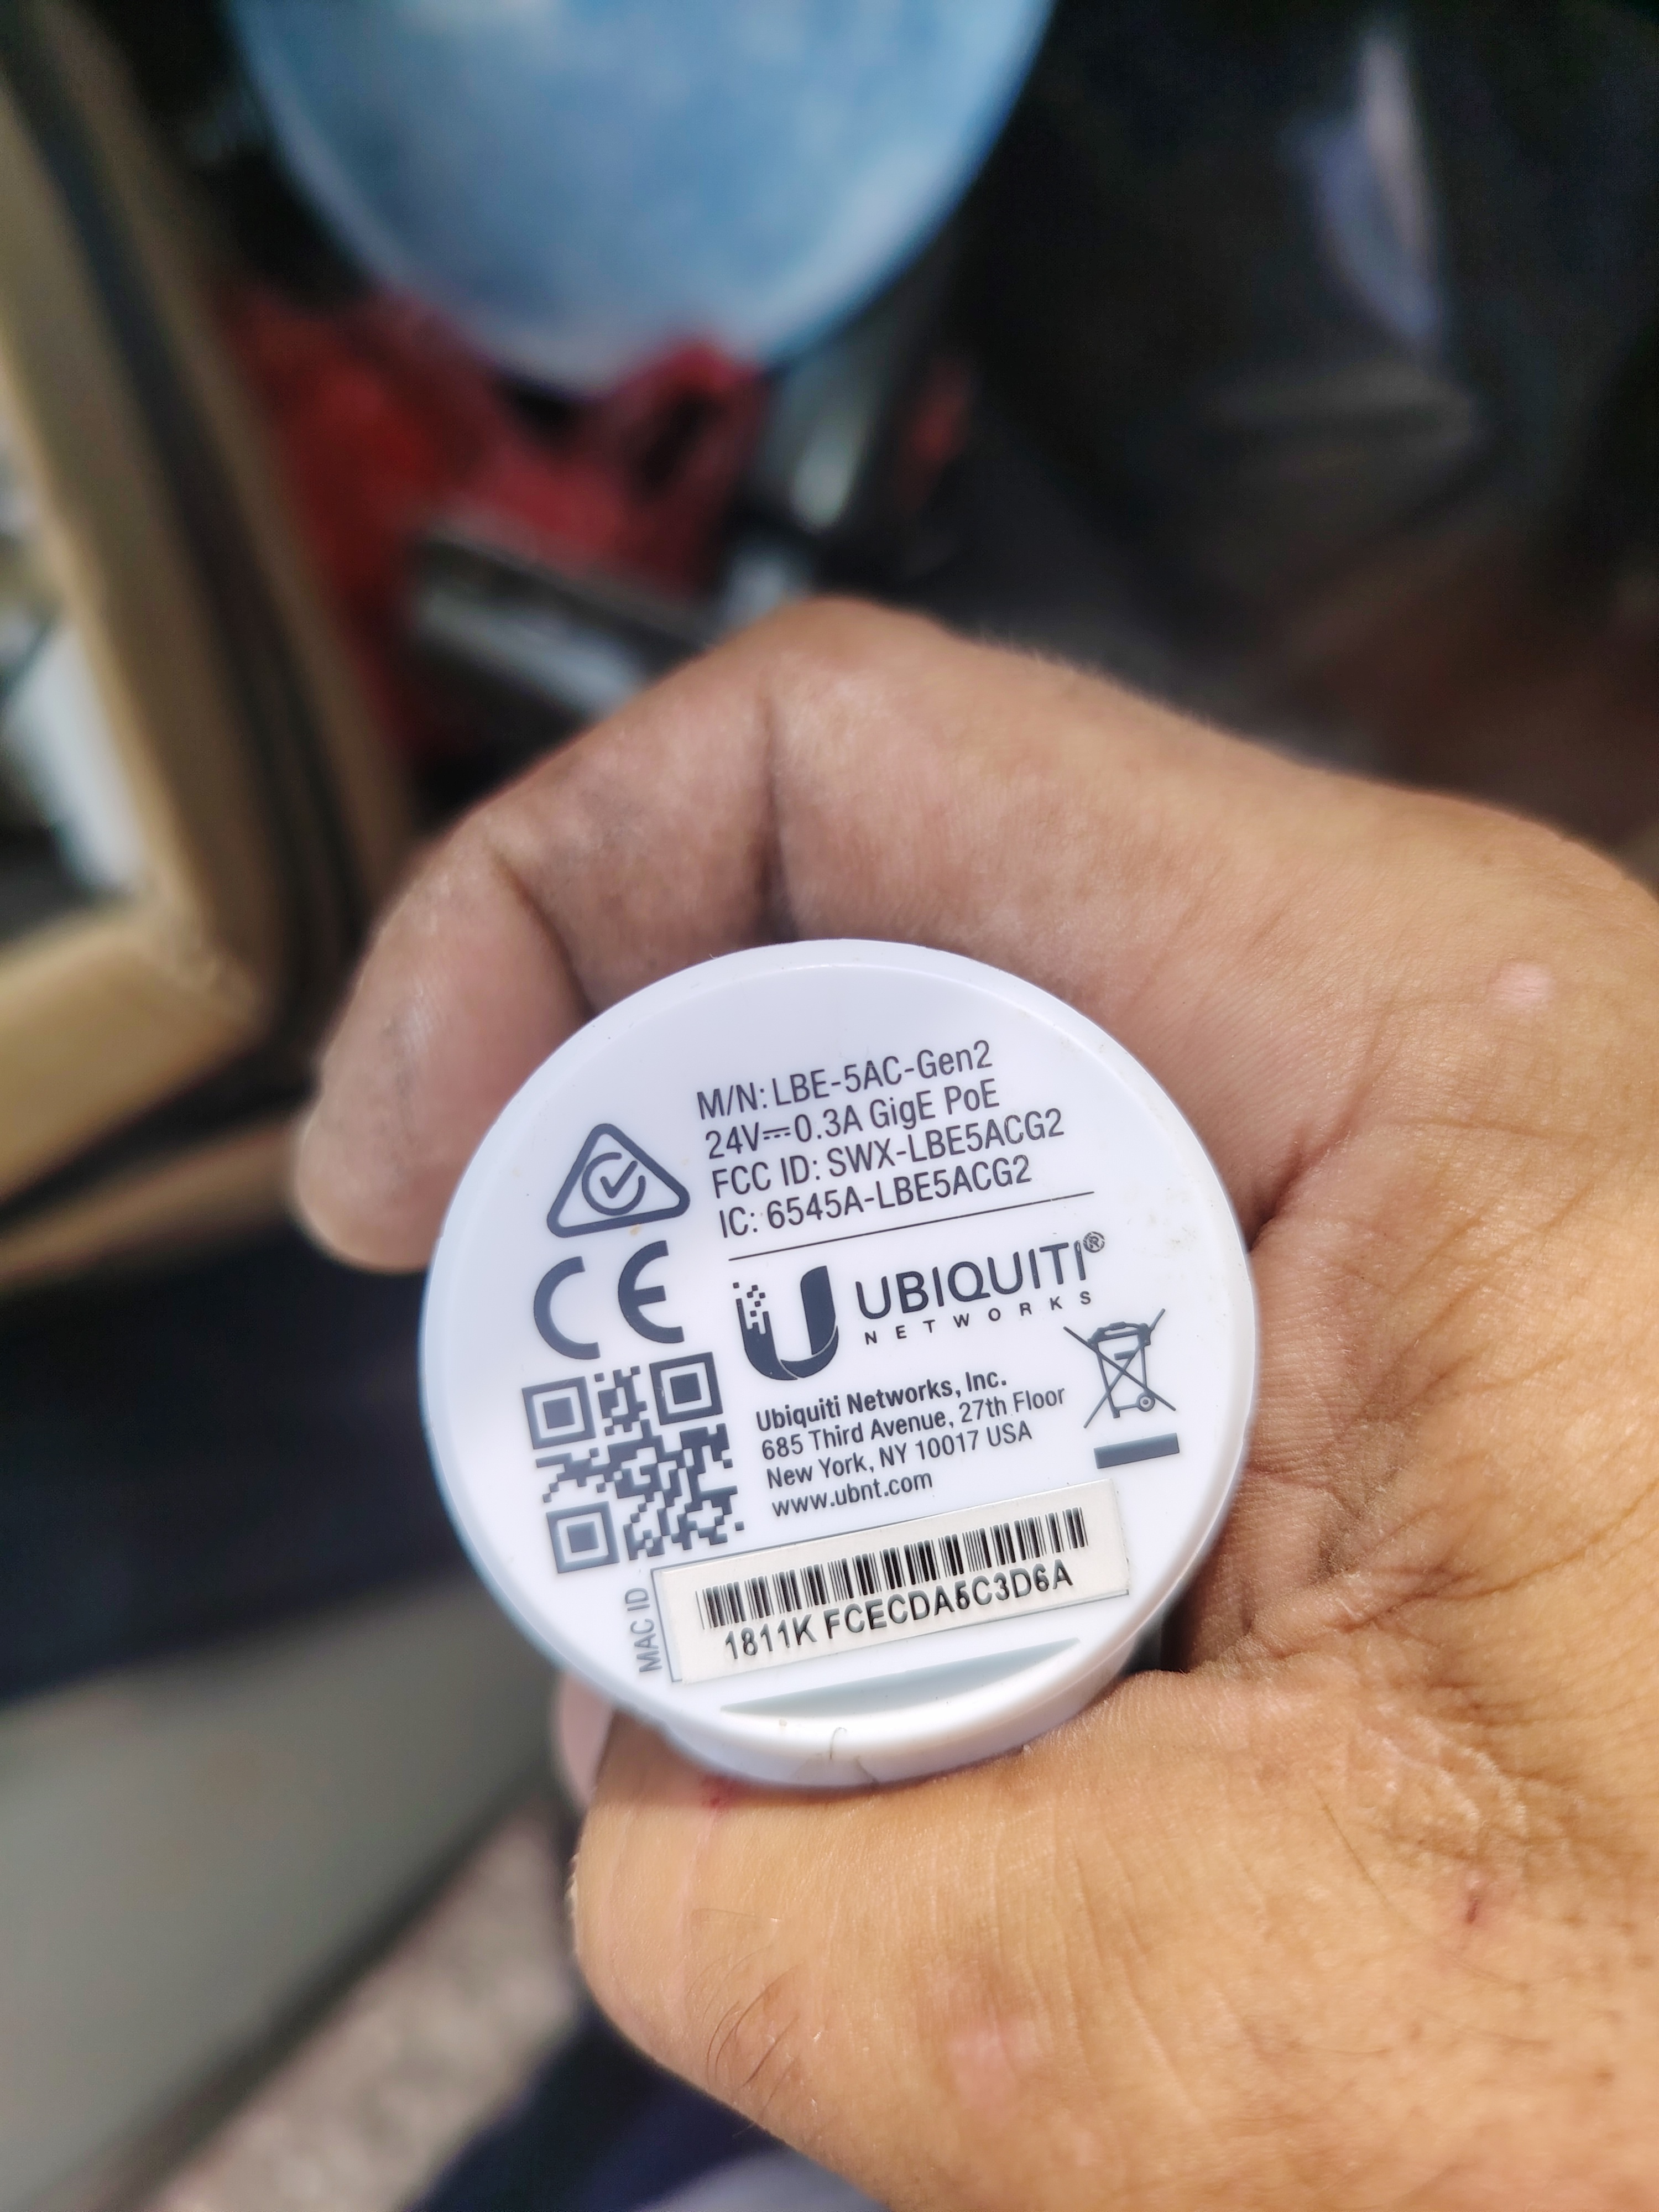 M/N: LBE-5AC-Gen2
24V⎓0.3A GigE PoE
FCC ID: SWX-LBE5ACG2
IC: 6545A-LBE5ACG2
CE
UBIQUITI®
NETWORKS
Ubiquiti Networks, Inc.
685 Third Avenue, 27th Floor
New York, NY 10017 USA
www.ubnt.com
MAC ID
1811K FCECDA5C3D6A